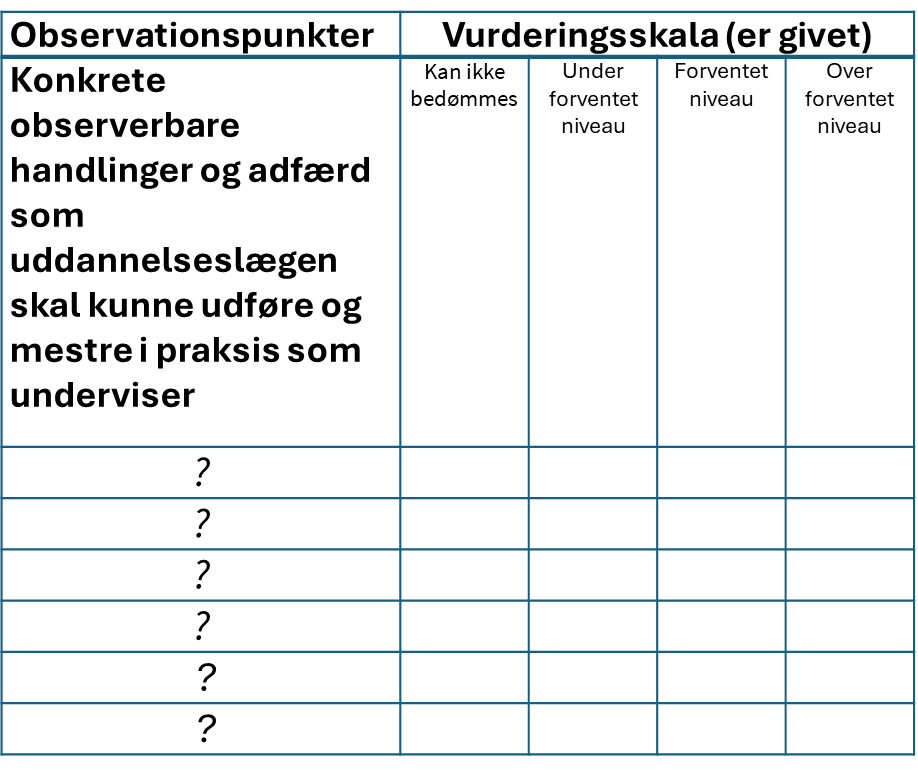 Observationspunkter
Vurderingsskala (er givet)
Konkrete
observerbare
handlinger og adfærd
som
uddannelseslægen
skal kunne udføre og
mestre i praksis som
underviser
Kan ikke
bedømmes
Under
forventet
niveau
Forventet
niveau
Over
forventet
niveau
?
?
?
?
?
?